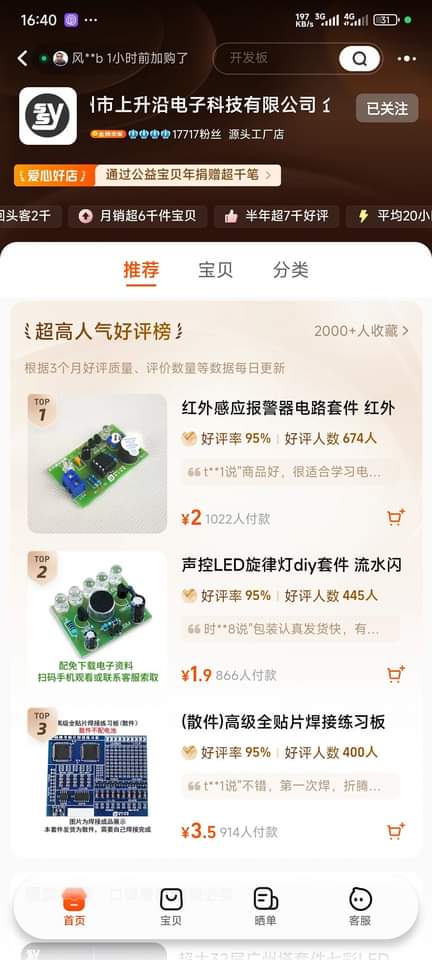 16:40
197 KB/s 3G 4G 31
风**b 1小时前加购了
开发板
州市上升沿电子科技有限公司
已关注
17717粉丝 源头工厂店
爱心好店 通过公益宝贝年捐赠超千笔
回头客2千 月销超6千件宝贝 半年超7千好评 平均20小
推荐 宝贝 分类
超高人气好评榜
2000+人收藏
根据3个月好评质量、评价数量等数据每日更新
TOP 1
红外感应报警器电路套件 红外
好评率 95% 好评人数 674人
t**1说"商品好，很适合学习电...
¥2 1022人付款
TOP 2
声控LED旋律灯diy套件 流水闪
好评率 95% 好评人数 445人
时**8说"包装认真发货快，有...
配免下载电子资料
扫码手机观看或联系客服索取
¥1.9 866人付款
TOP 3
高级全贴片焊接练习板(散件)
散件不配电池
(散件)高级全贴片焊接练习板
好评率 95% 好评人数 400人
t**1说"不错，第一次焊，折腾...
图片为焊接成品展示
本套件发货为散件，需要自己焊接完成
¥3.5 914人付款
首页 宝贝 晒单 客服